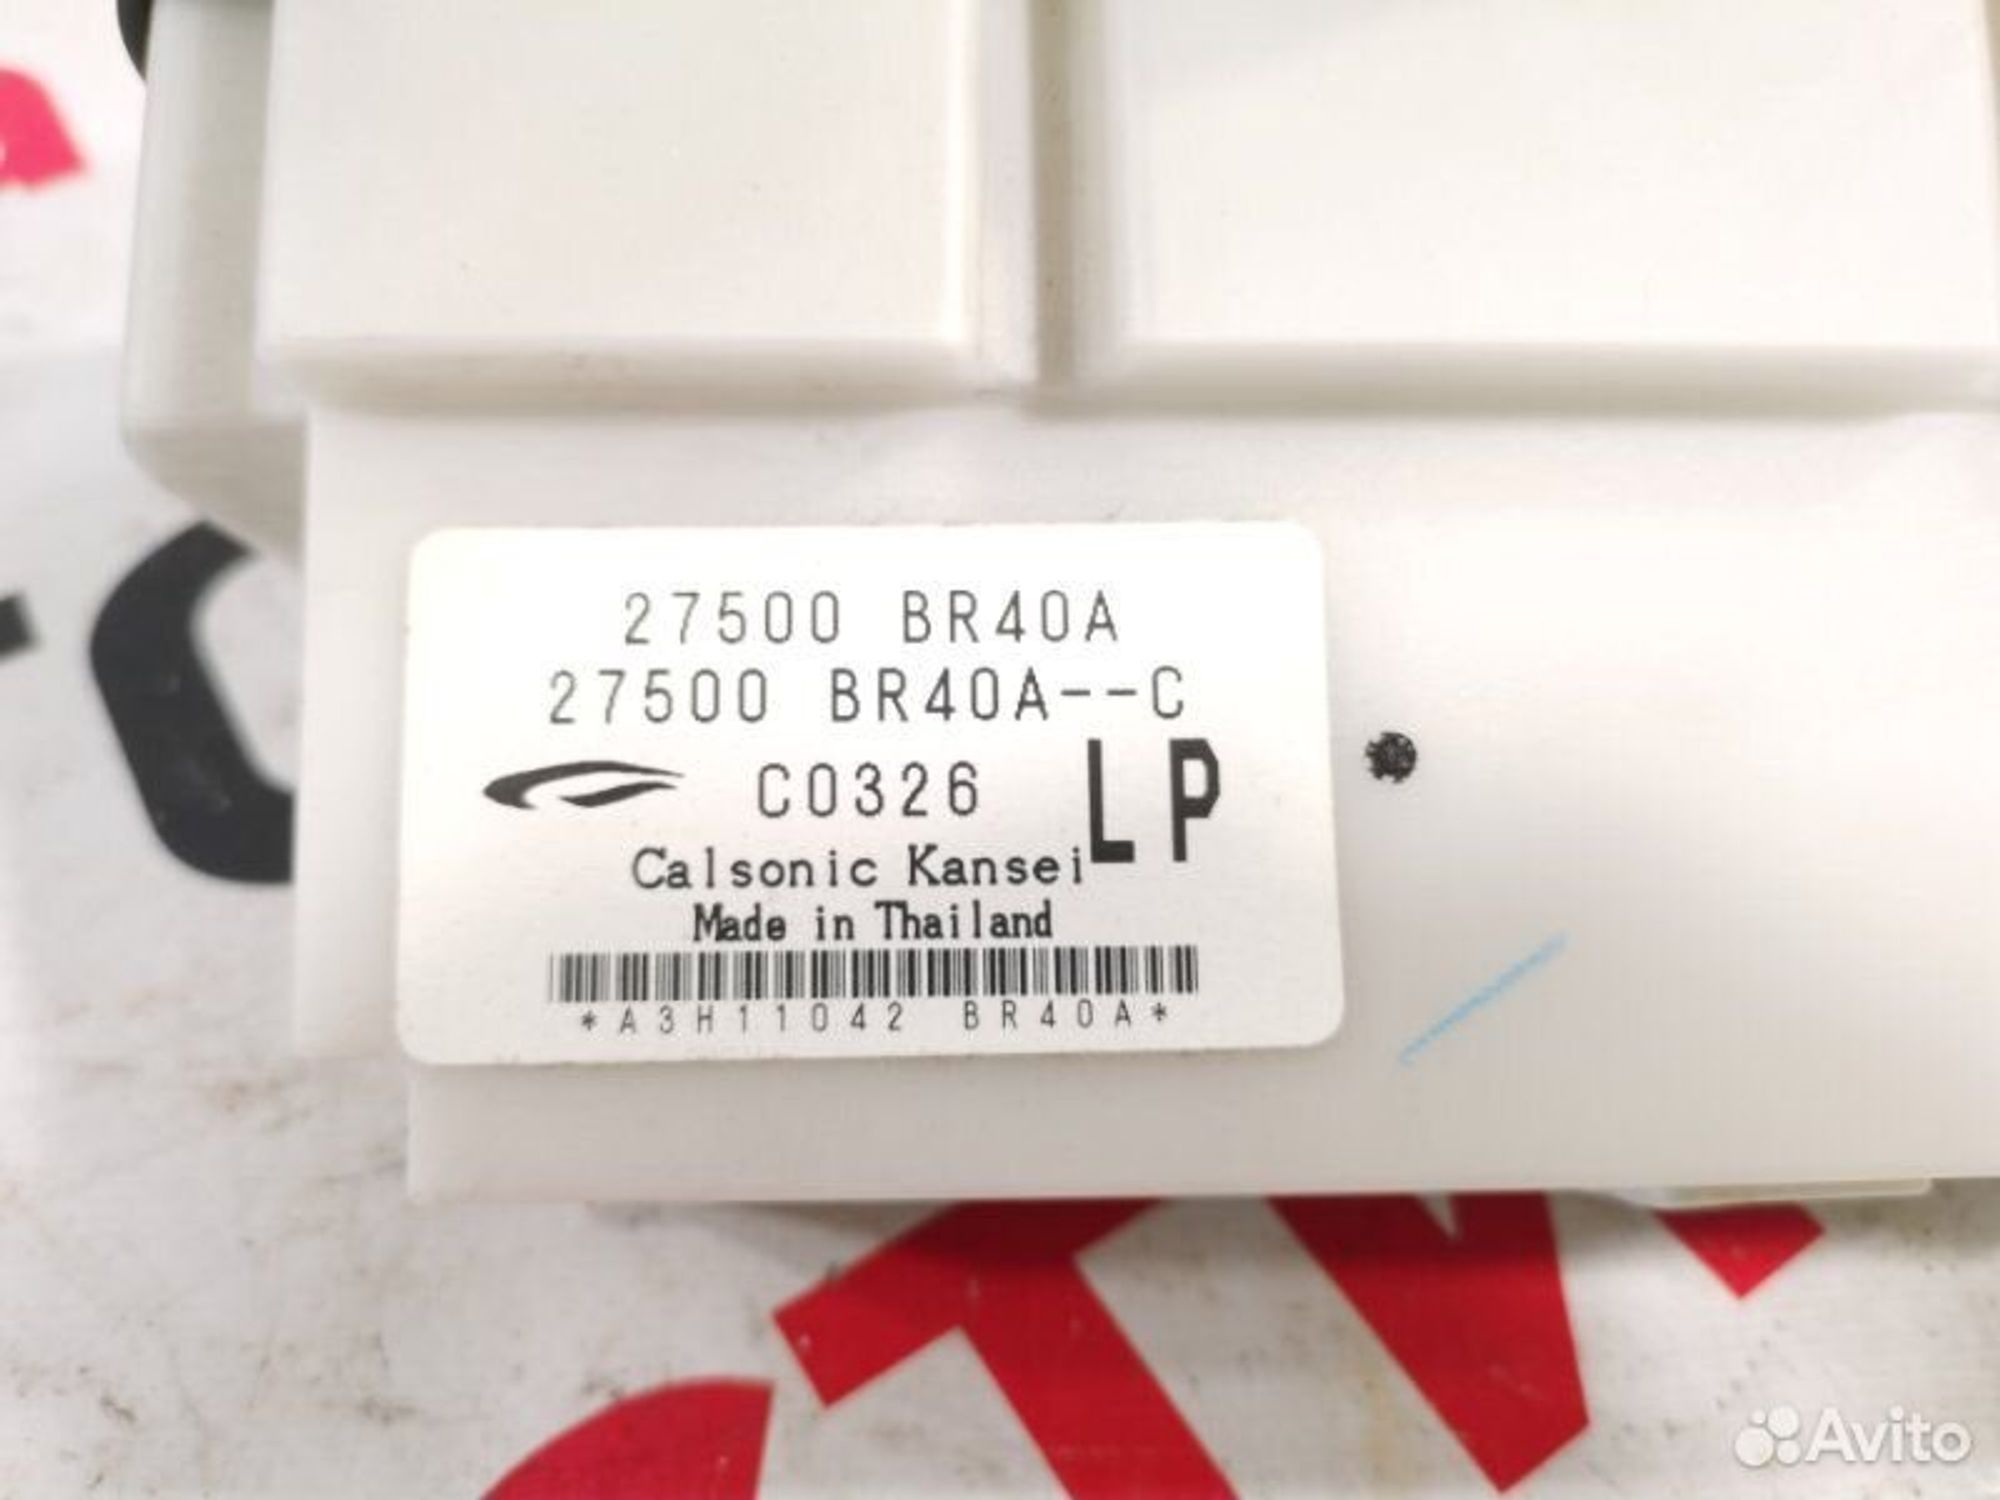 27500 BR40A
27500 BR40A--C
C0326 LP
Calsonic Kansei
Made in Thailand
*A3H11042 BR40A*
Avito